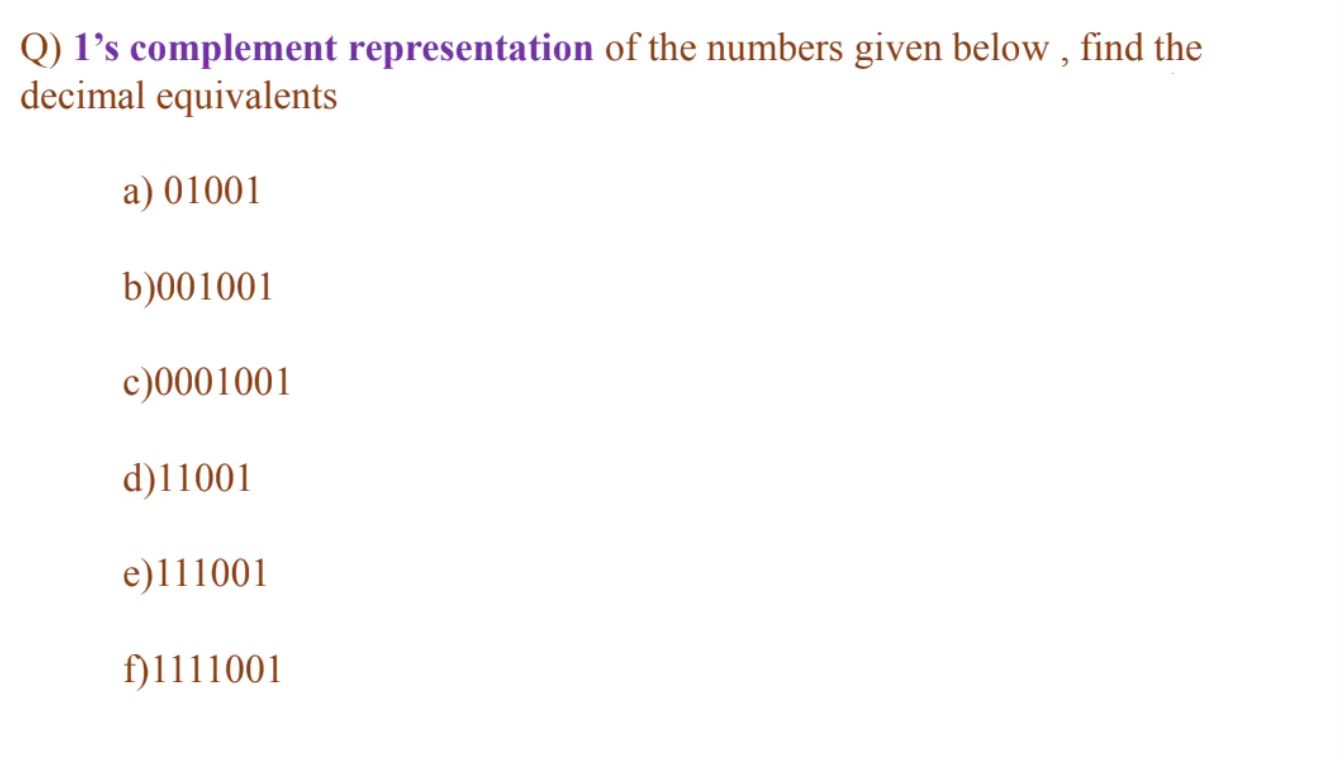 Q) 1’s complement representation of the numbers given below , find the
decimal equivalents
a) 01001
b)001001
c)0001001
d)11001
e)111001
f)1111001